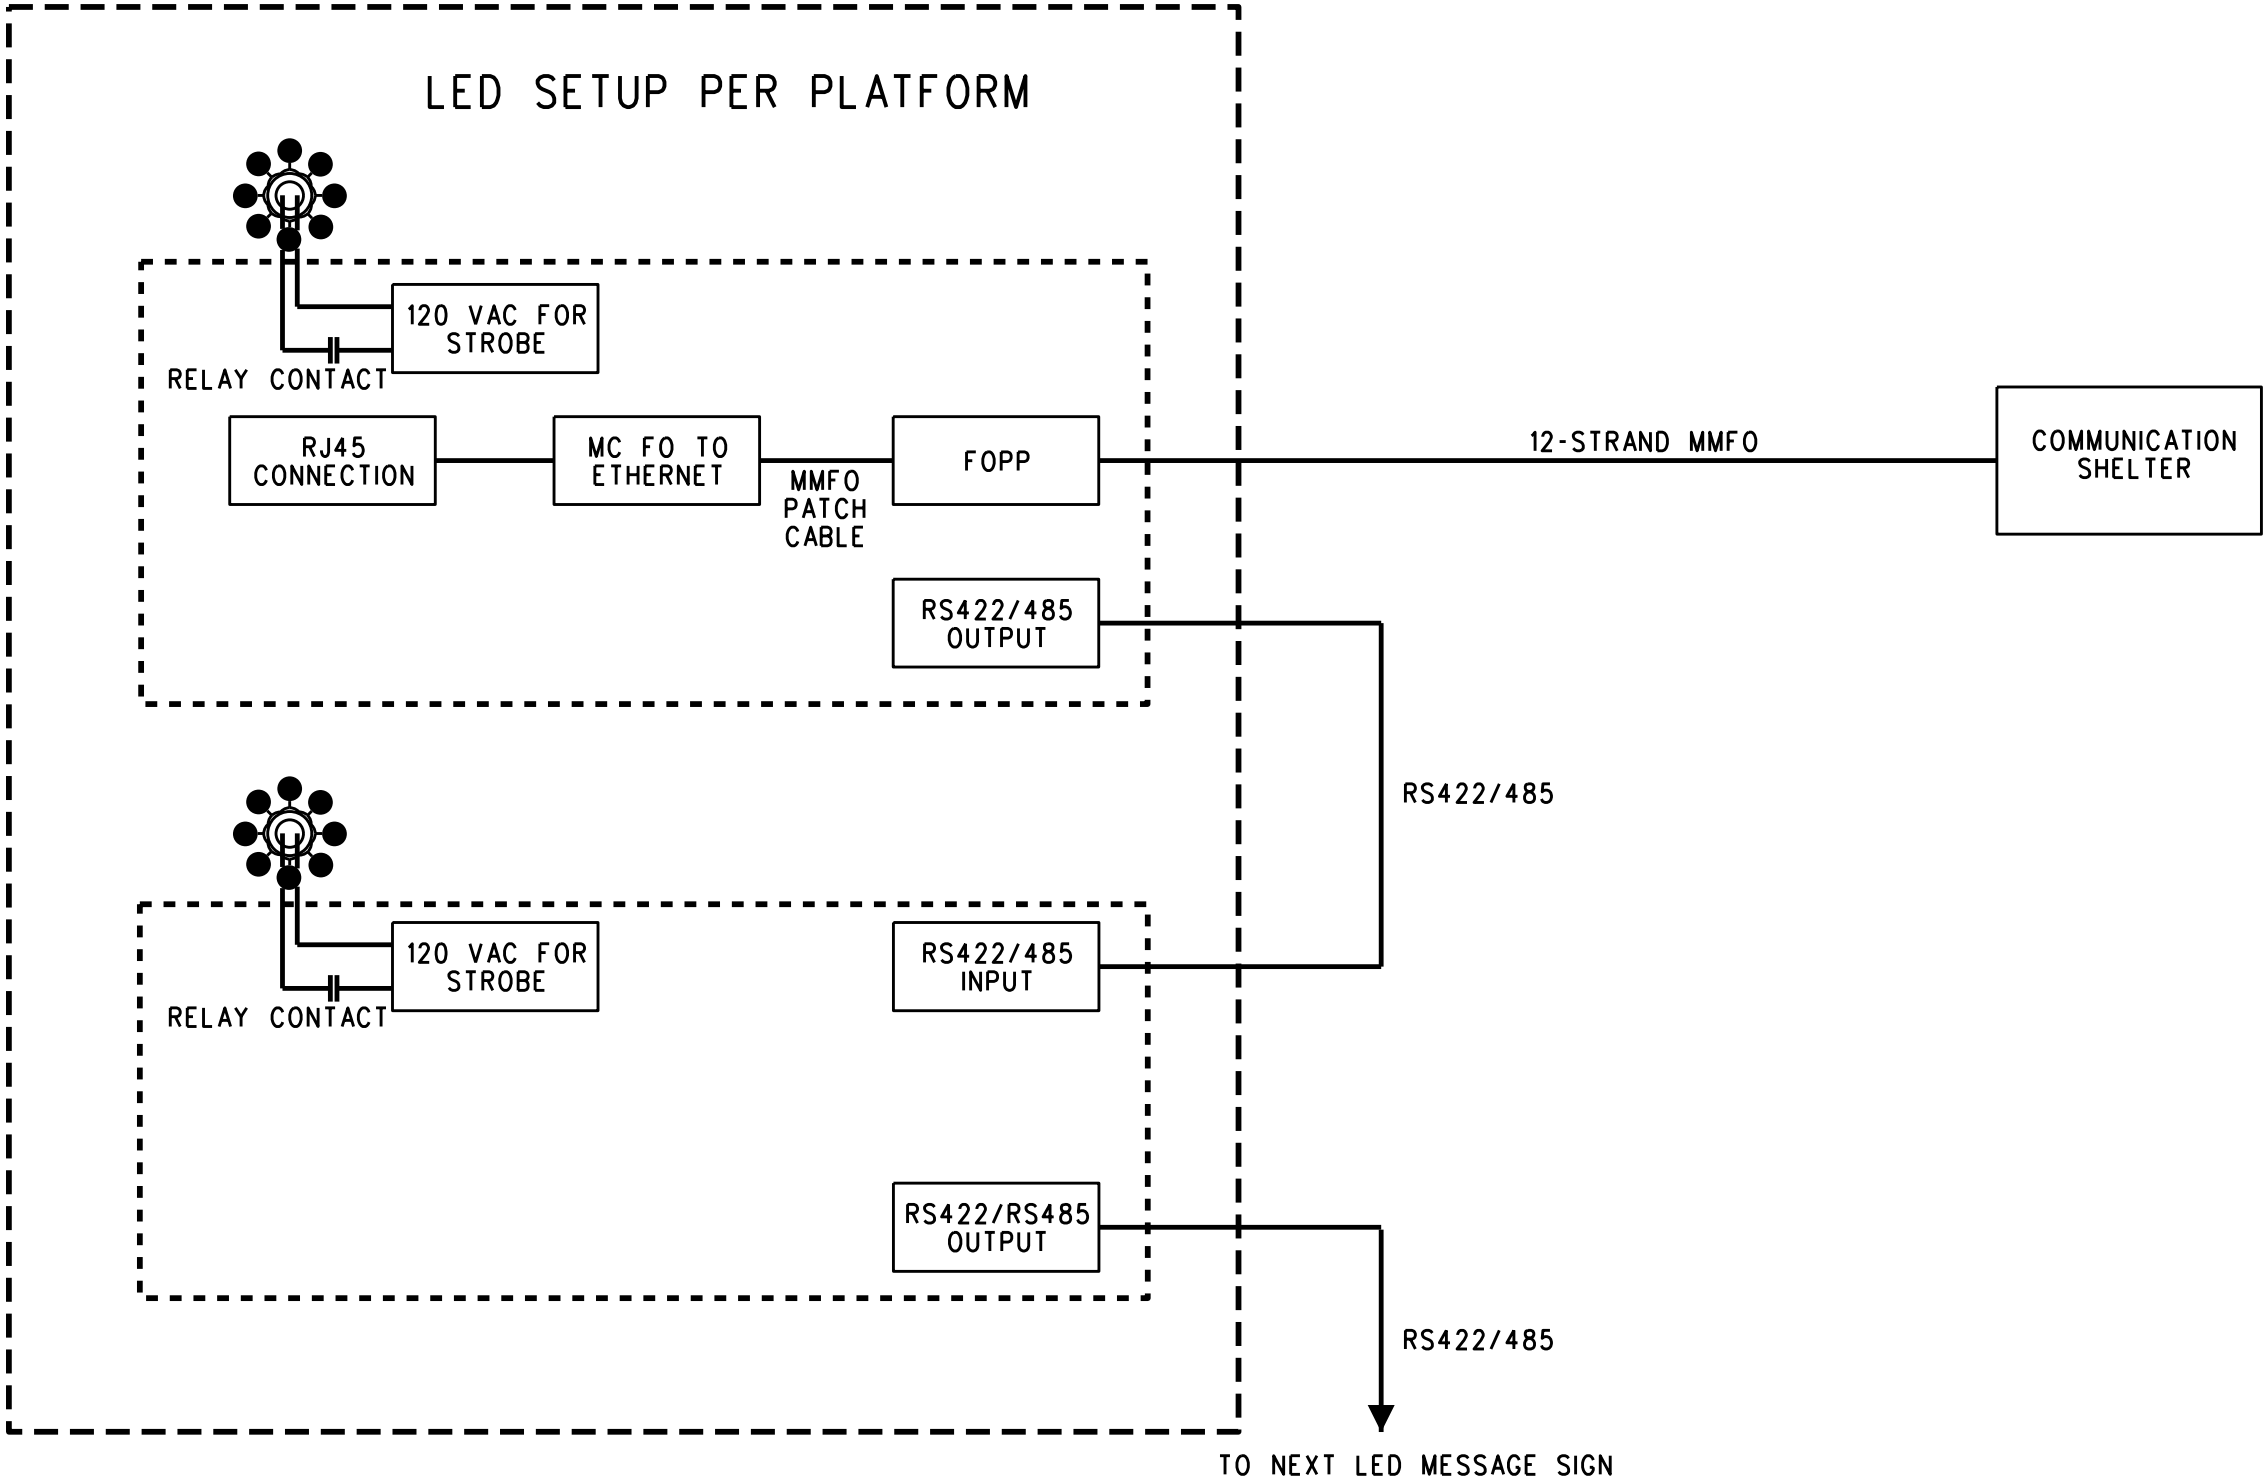 LED SETUP PER PLATFORM
120 VAC FOR
STROBE
RELAY CONTACT
RJ45
CONNECTION
MC FO TO
ETHERNET
MMFO
PATCH
CABLE
FOPP
12-STRAND MMFO
COMMUNICATION
SHELTER
RS422/485
OUTPUT
RS422/485
120 VAC FOR
STROBE
RELAY CONTACT
RS422/485
INPUT
RS422/RS485
OUTPUT
RS422/485
TO NEXT LED MESSAGE SIGN